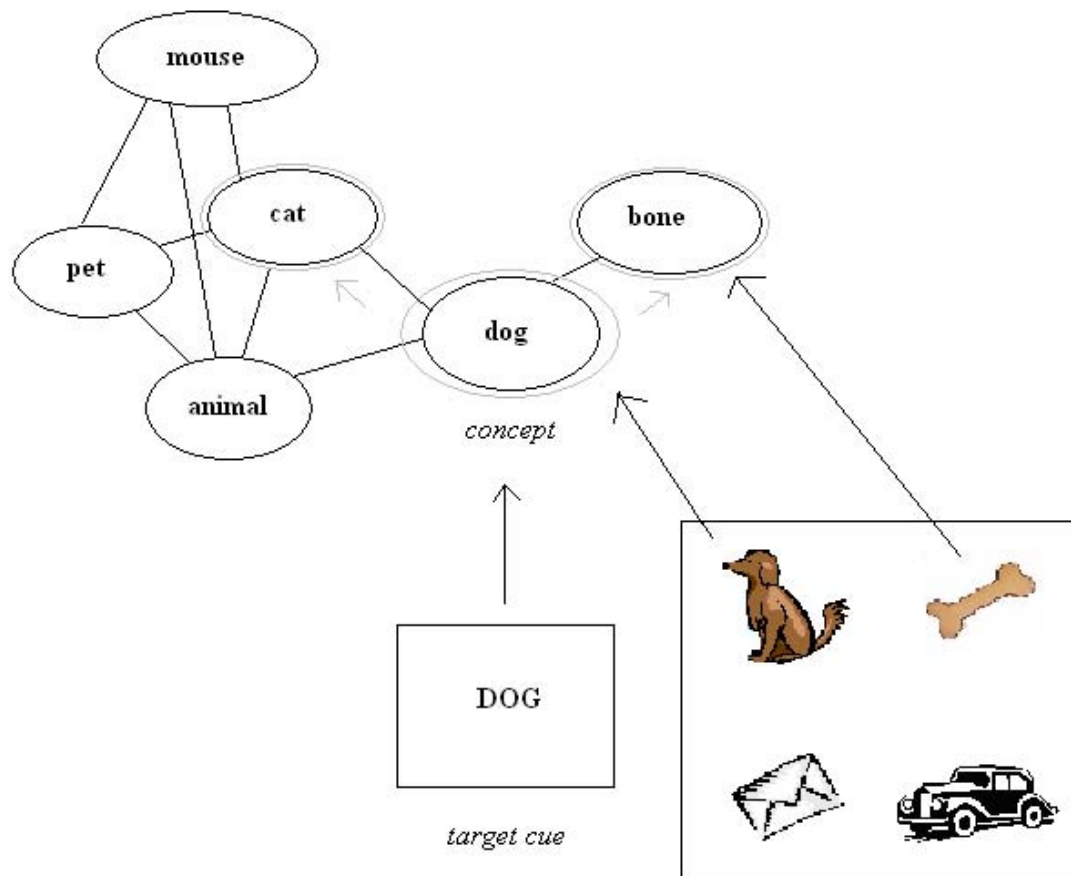 mouse
cat
bone
pet
dog
animal
concept
DOG
target cue